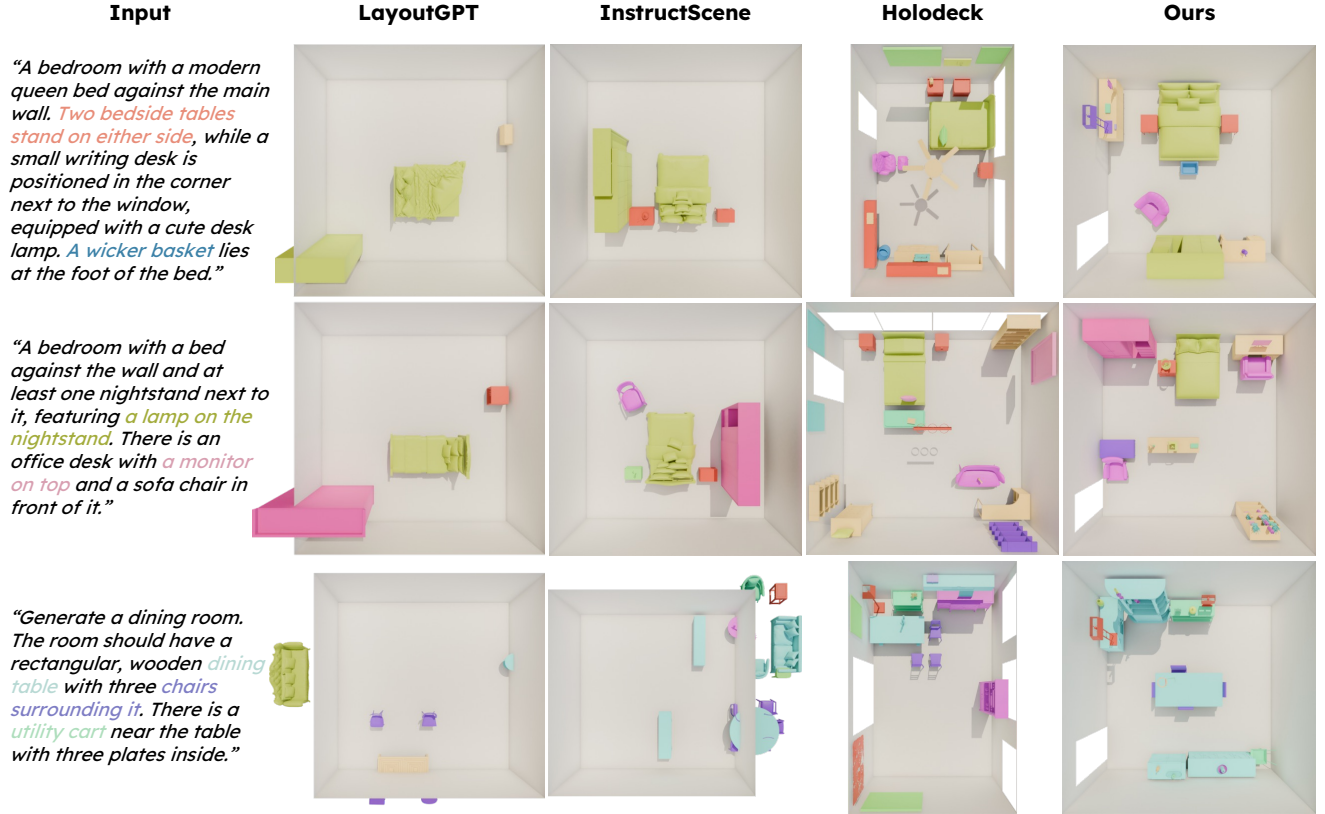 Input
LayoutGPT
InstructScene
Holodeck
Ours
“A bedroom with a modern
queen bed against the main
wall. Two bedside tables
stand on either side, while a
small writing desk is
positioned in the corner
next to the window,
equipped with a cute desk
lamp. A wicker basket lies
at the foot of the bed.”
“A bedroom with a bed
against the wall and at
least one nightstand next to
it, featuring a lamp on the
nightstand. There is an
office desk with a monitor
on top and a sofa chair in
front of it.”
“Generate a dining room.
The room should have a
rectangular, wooden dining
table with three chairs
surrounding it. There is a
utility cart near the table
with three plates inside.”